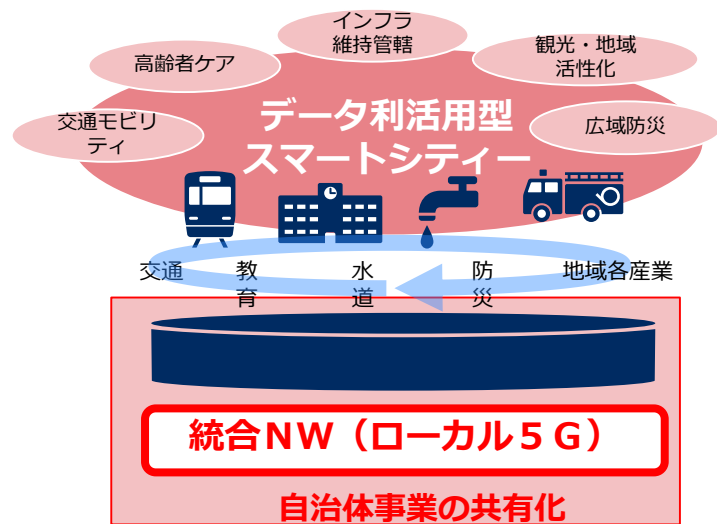 インフラ
維持管轄
高齢者ケア
観光・地域
活性化
交通モビリ
ティ
広域防災
データ利活用型
スマートシティー
交通
教育
水道
防災
地域各産業
統合NW（ローカル５Ｇ）
自治体事業の共有化